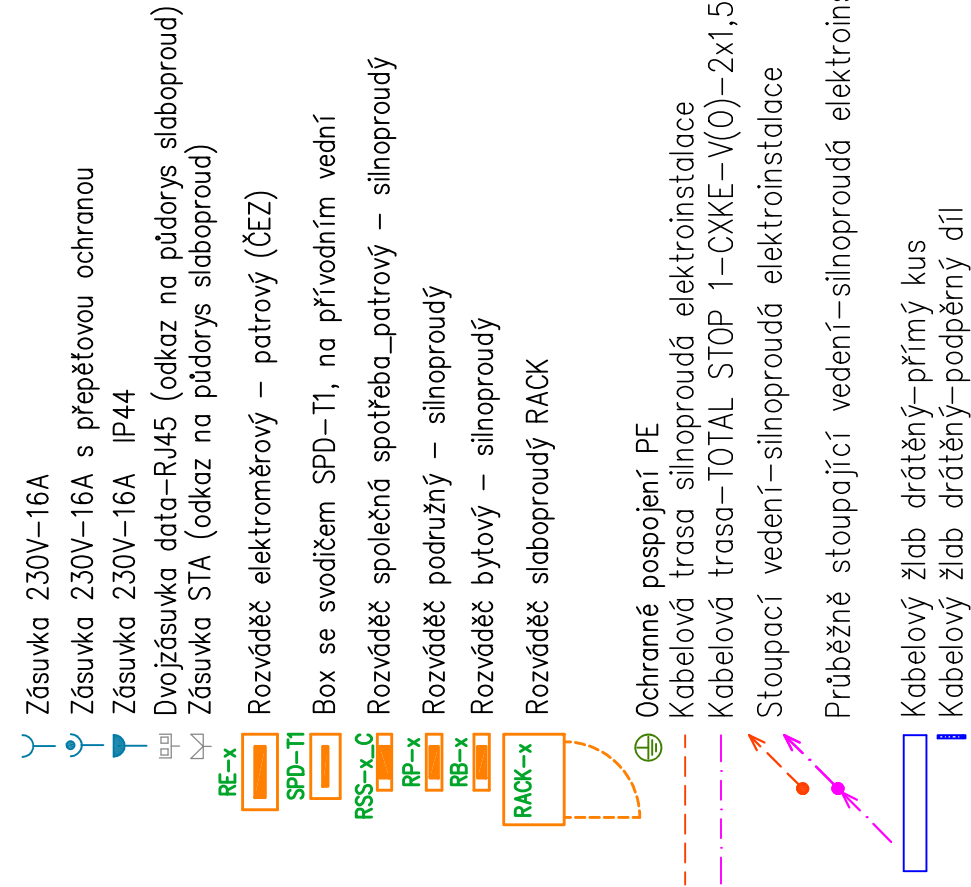 Zásuvka 230V-16A
Zásuvka 230V-16A s přepěťovou ochranou
Zásuvka 230V-16A IP44
Dvojzásuvka data-RJ45 (odkaz na půdorys slaboproud)
Zásuvka STA (odkaz na půdorys slaboproud)
RE-x
Rozváděč elektroměrový - patrový (ČEZ)
SPD-T1
Box se svodičem SPD-T1, na přívodním vední
RSS-x_C
Rozváděč společná spotřeba_patrový - silnoproudý
RP-x
Rozváděč podružný - silnoproudý
RB-x
Rozváděč bytový - silnoproudý
RACK-x
Rozváděč slaboproudý RACK
Ochranné pospojení PE
Kabelová trasa silnoproudá elektroinstalace
Kabelová trasa-TOTAL STOP 1-CXKE-V(O)-2x1,5
Stoupací vedení-silnoproudá elektroinstalace
Průběžně stoupající vedení-silnoproudá elektroins
Kabelový žlab drátěný-přímý kus
Kabelový žlab drátěný-podpěrný díl